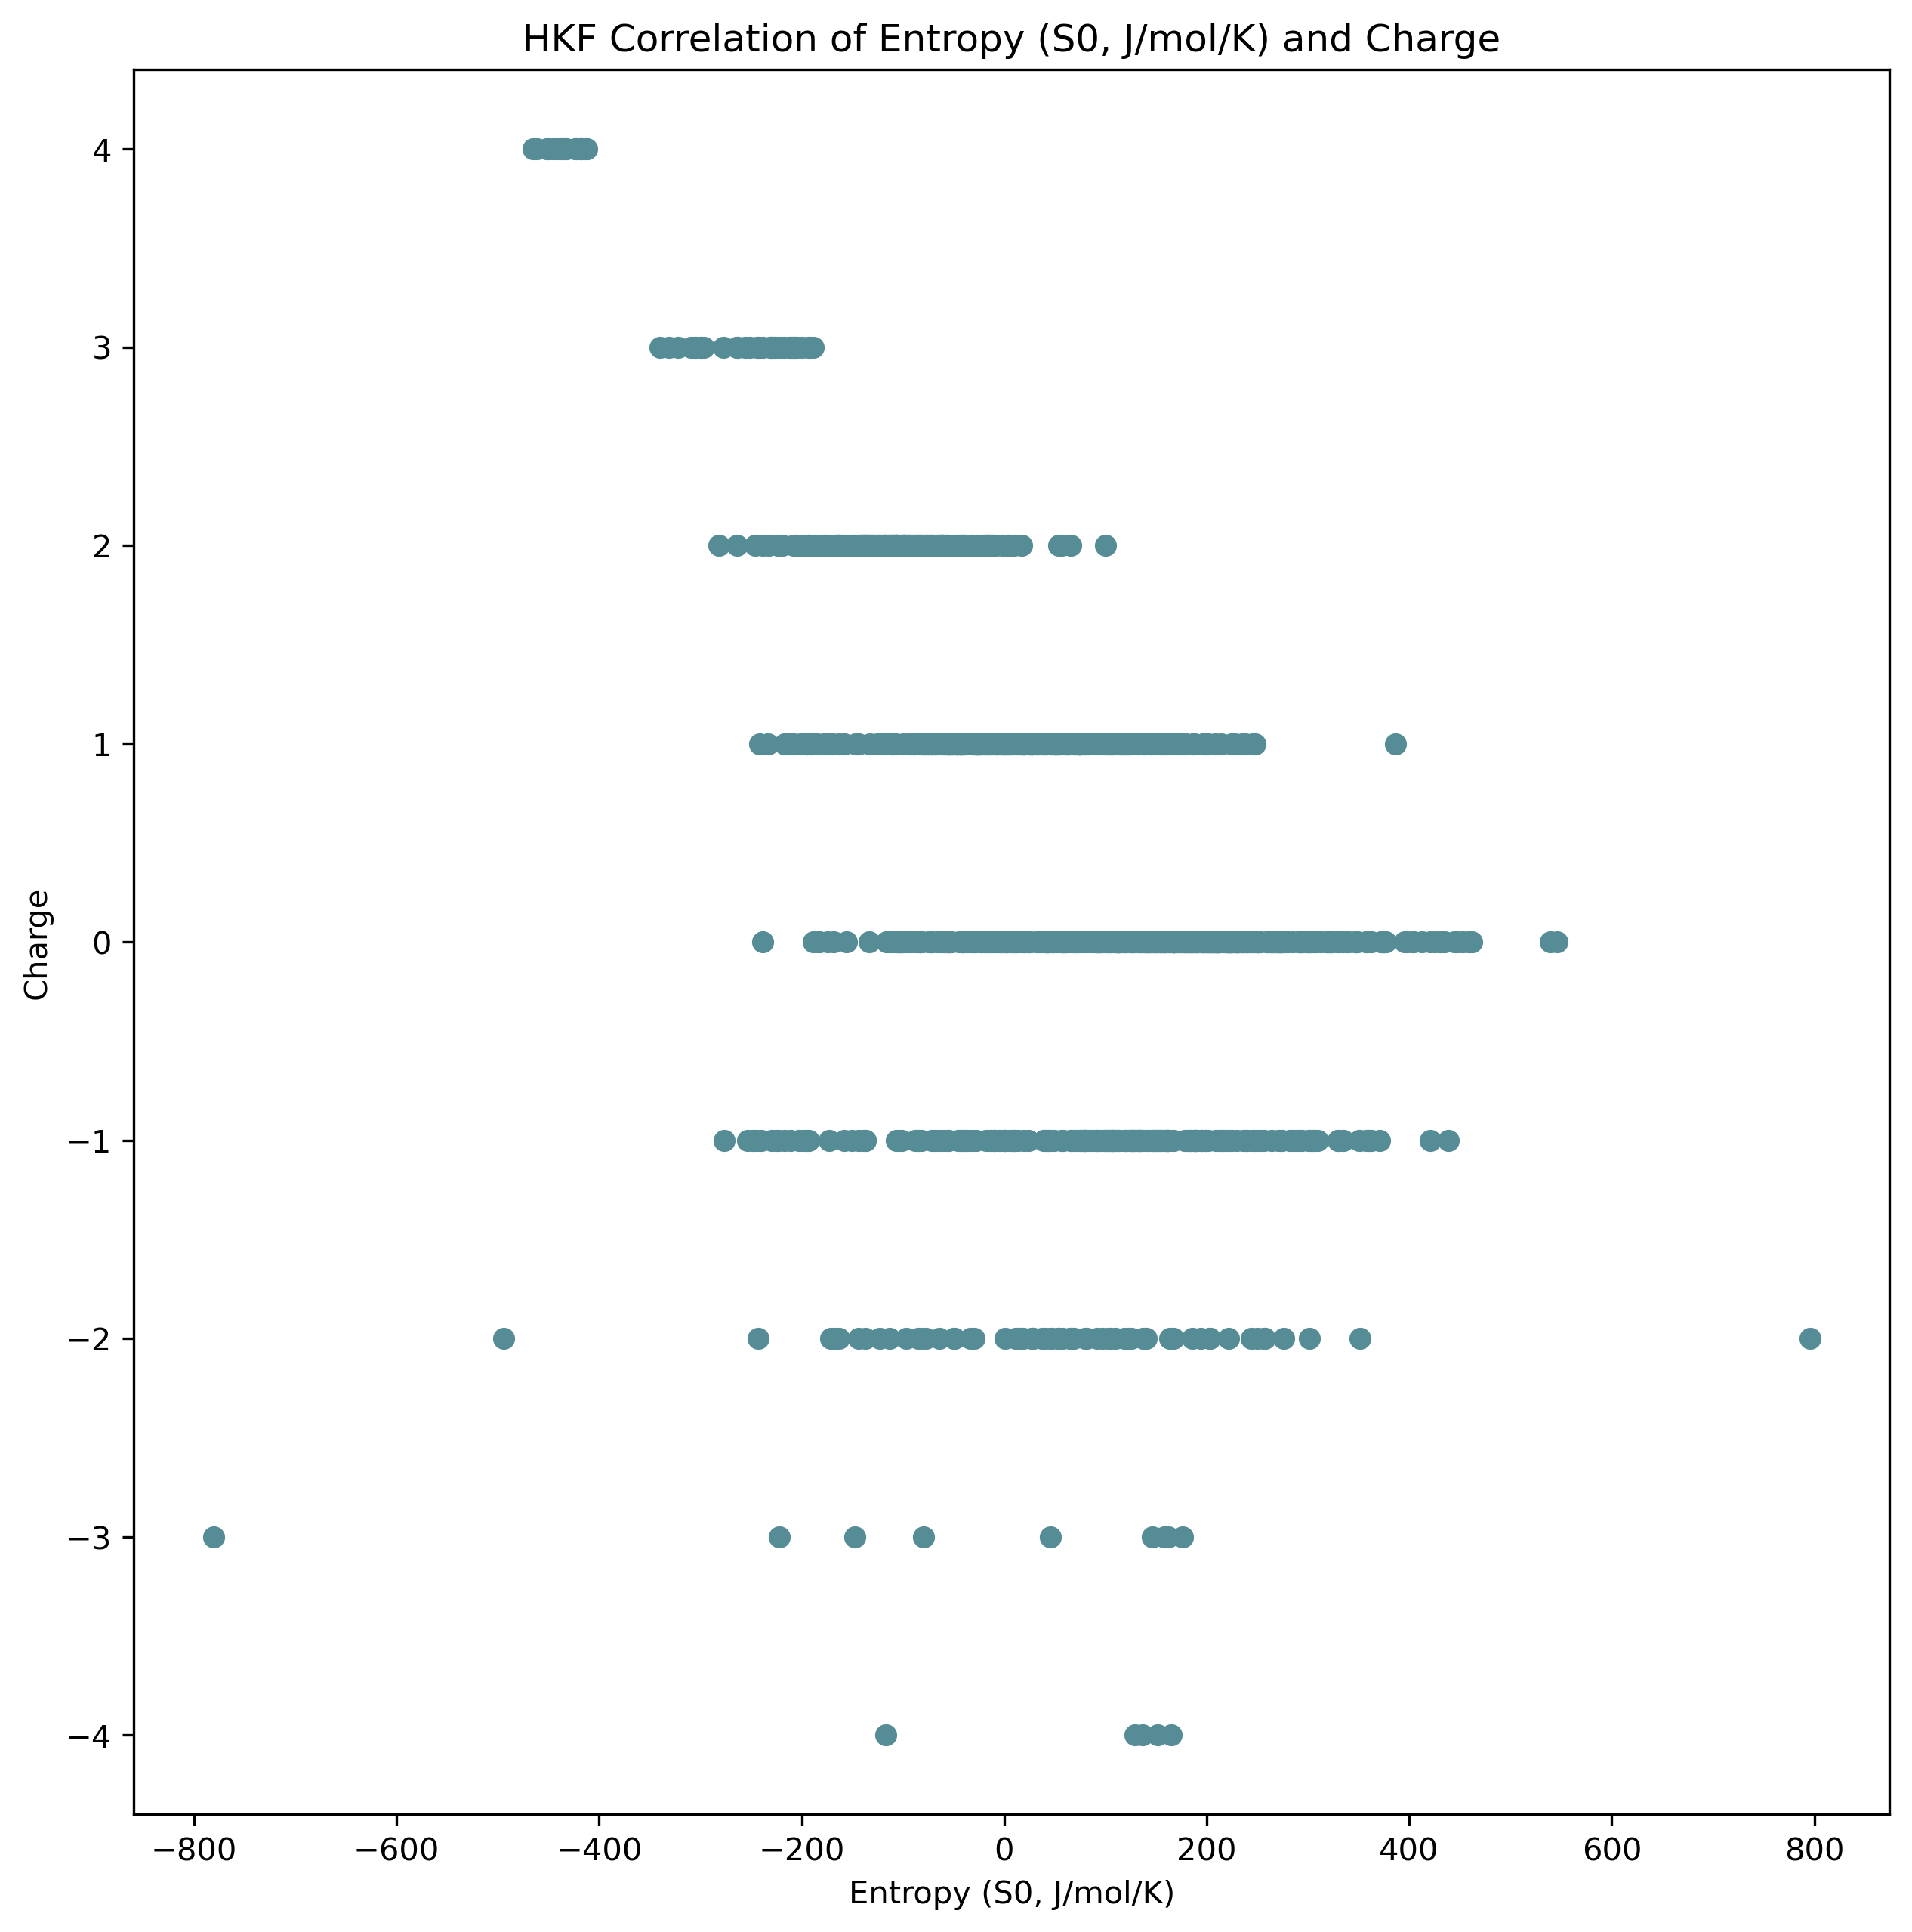 HKF Correlation of Entropy (S0, J/mol/K) and Charge
4
3
2
1
0
−1
−2
−3
−4
Charge
−800 −600 −400 −200 0 200 400 600 800
Entropy (S0, J/mol/K)